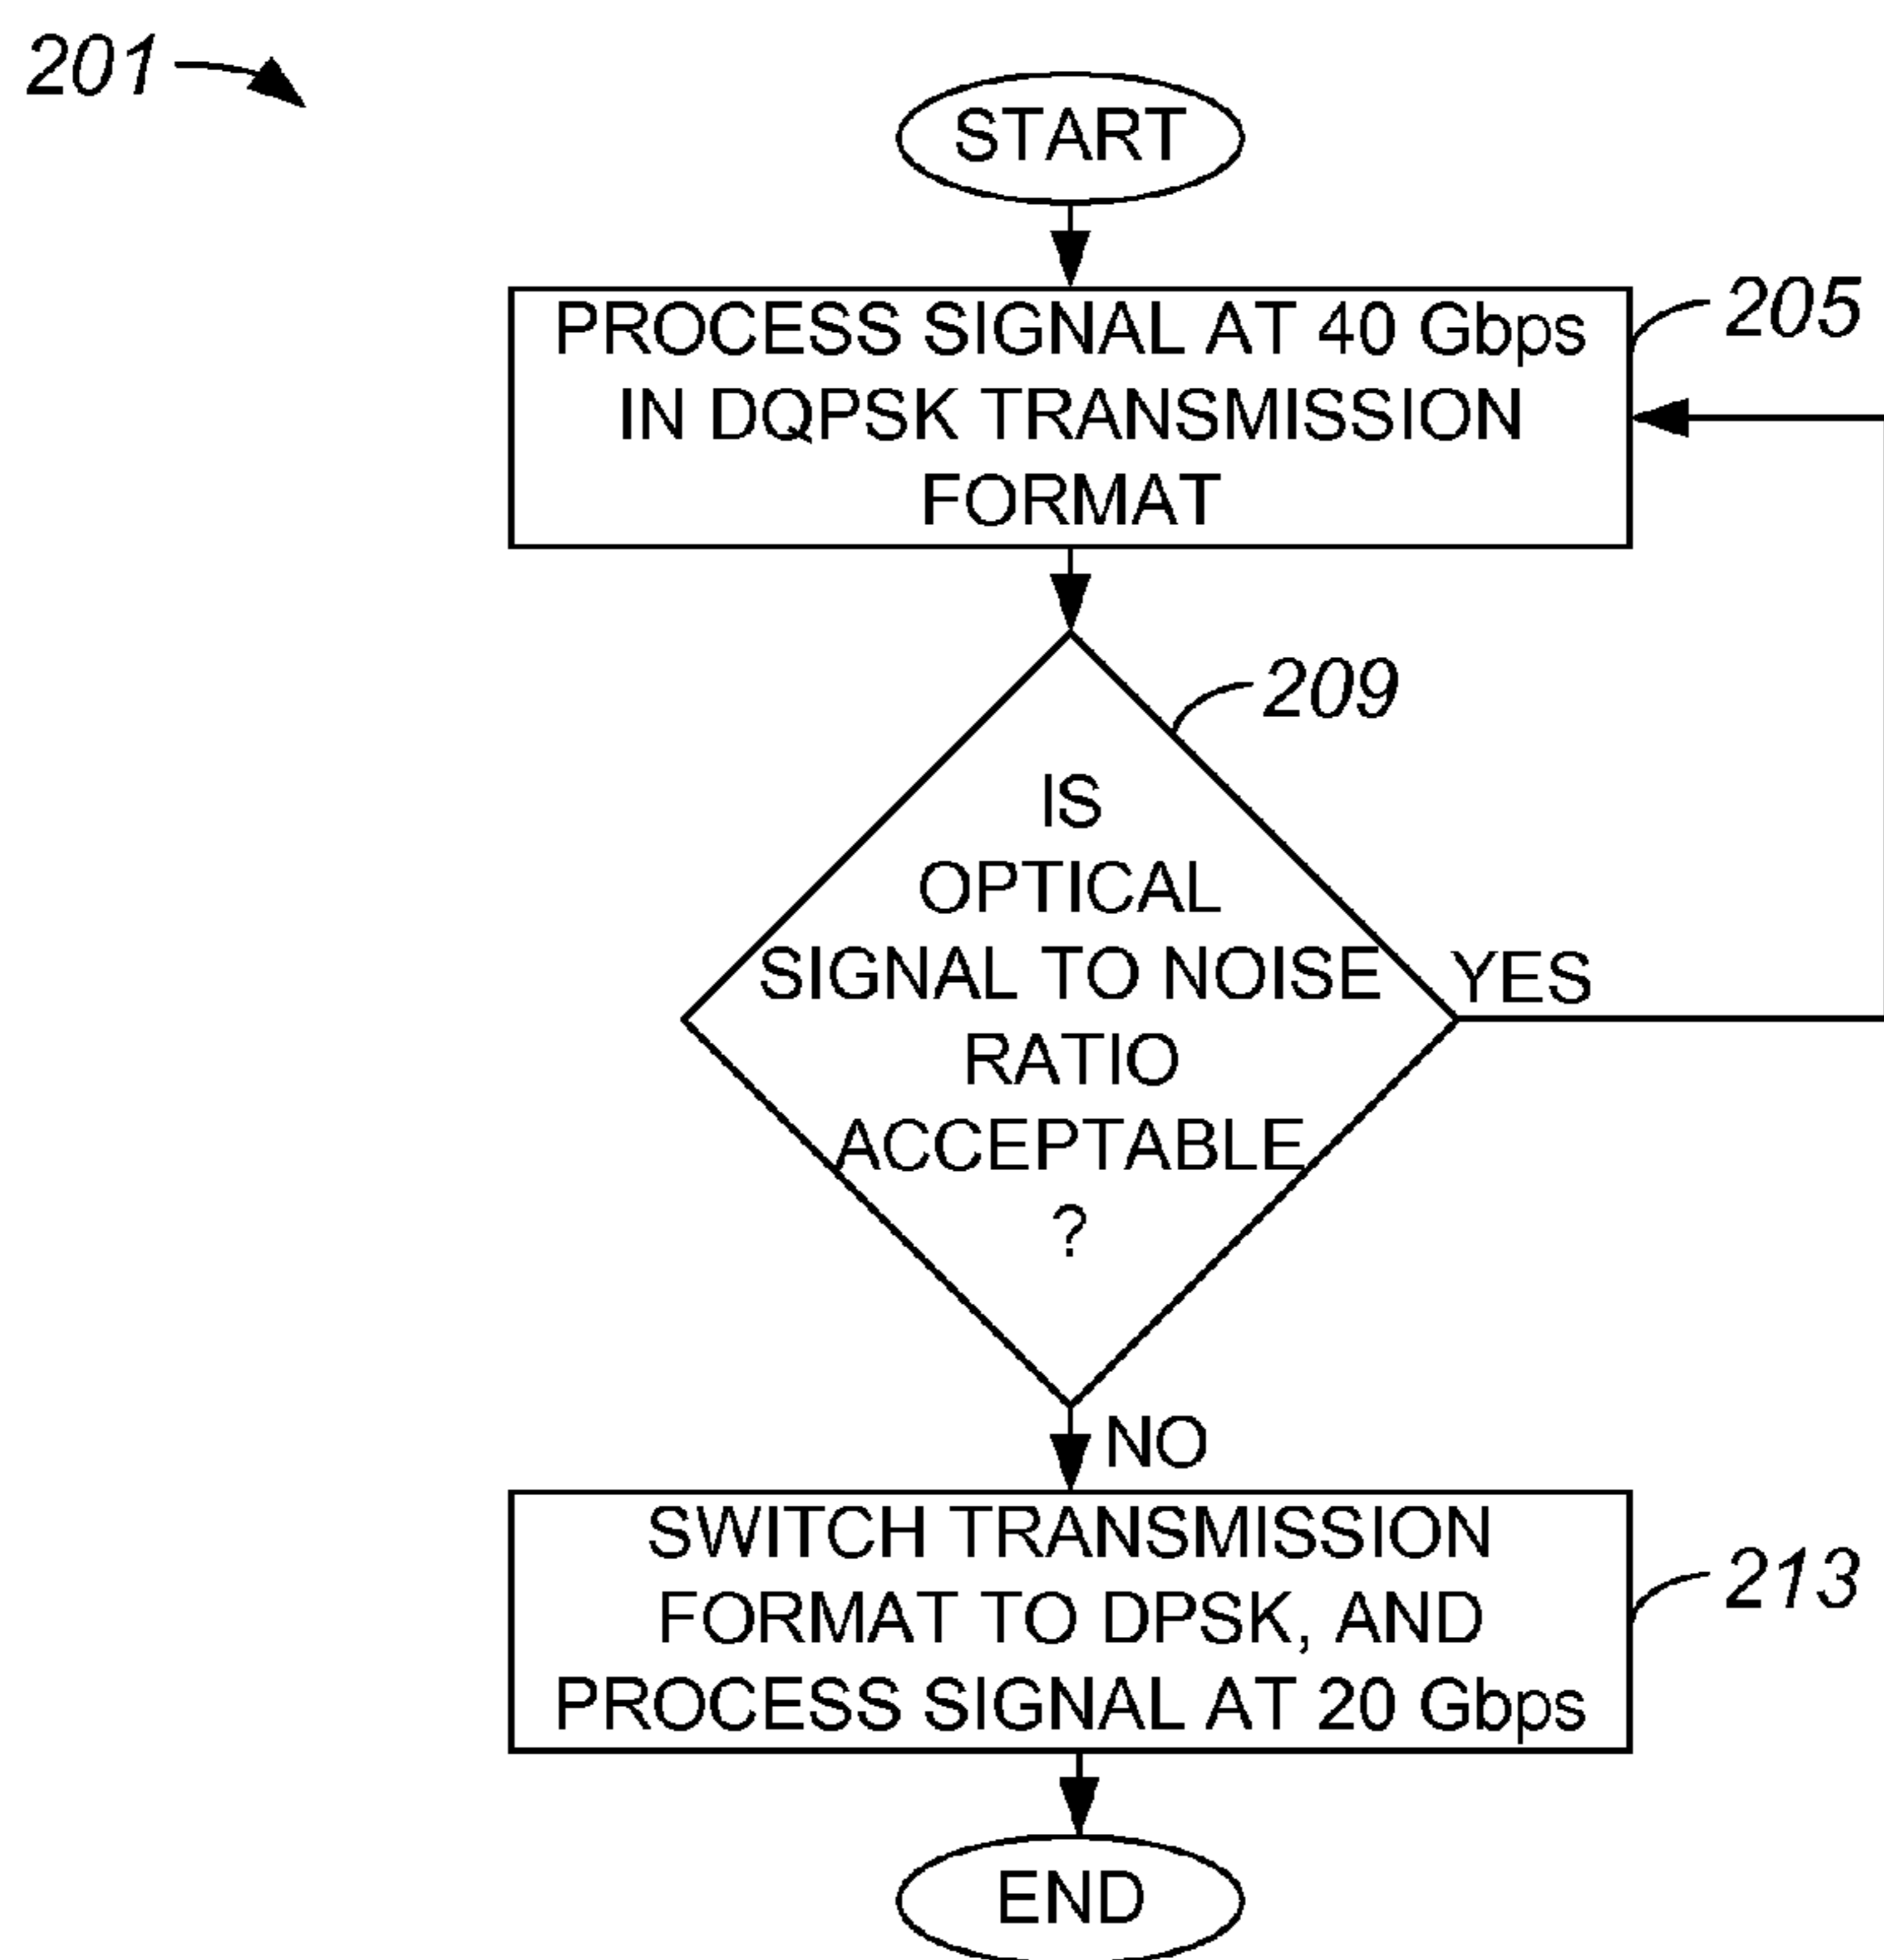 201
START
PROCESS SIGNAL AT 40 Gbps
IN DQPSK TRANSMISSION
FORMAT
205
209
IS
OPTICAL
SIGNAL TO NOISE
RATIO
ACCEPTABLE
?
YES
NO
SWITCH TRANSMISSION
FORMAT TO DPSK, AND
PROCESS SIGNAL AT 20 Gbps
213
END